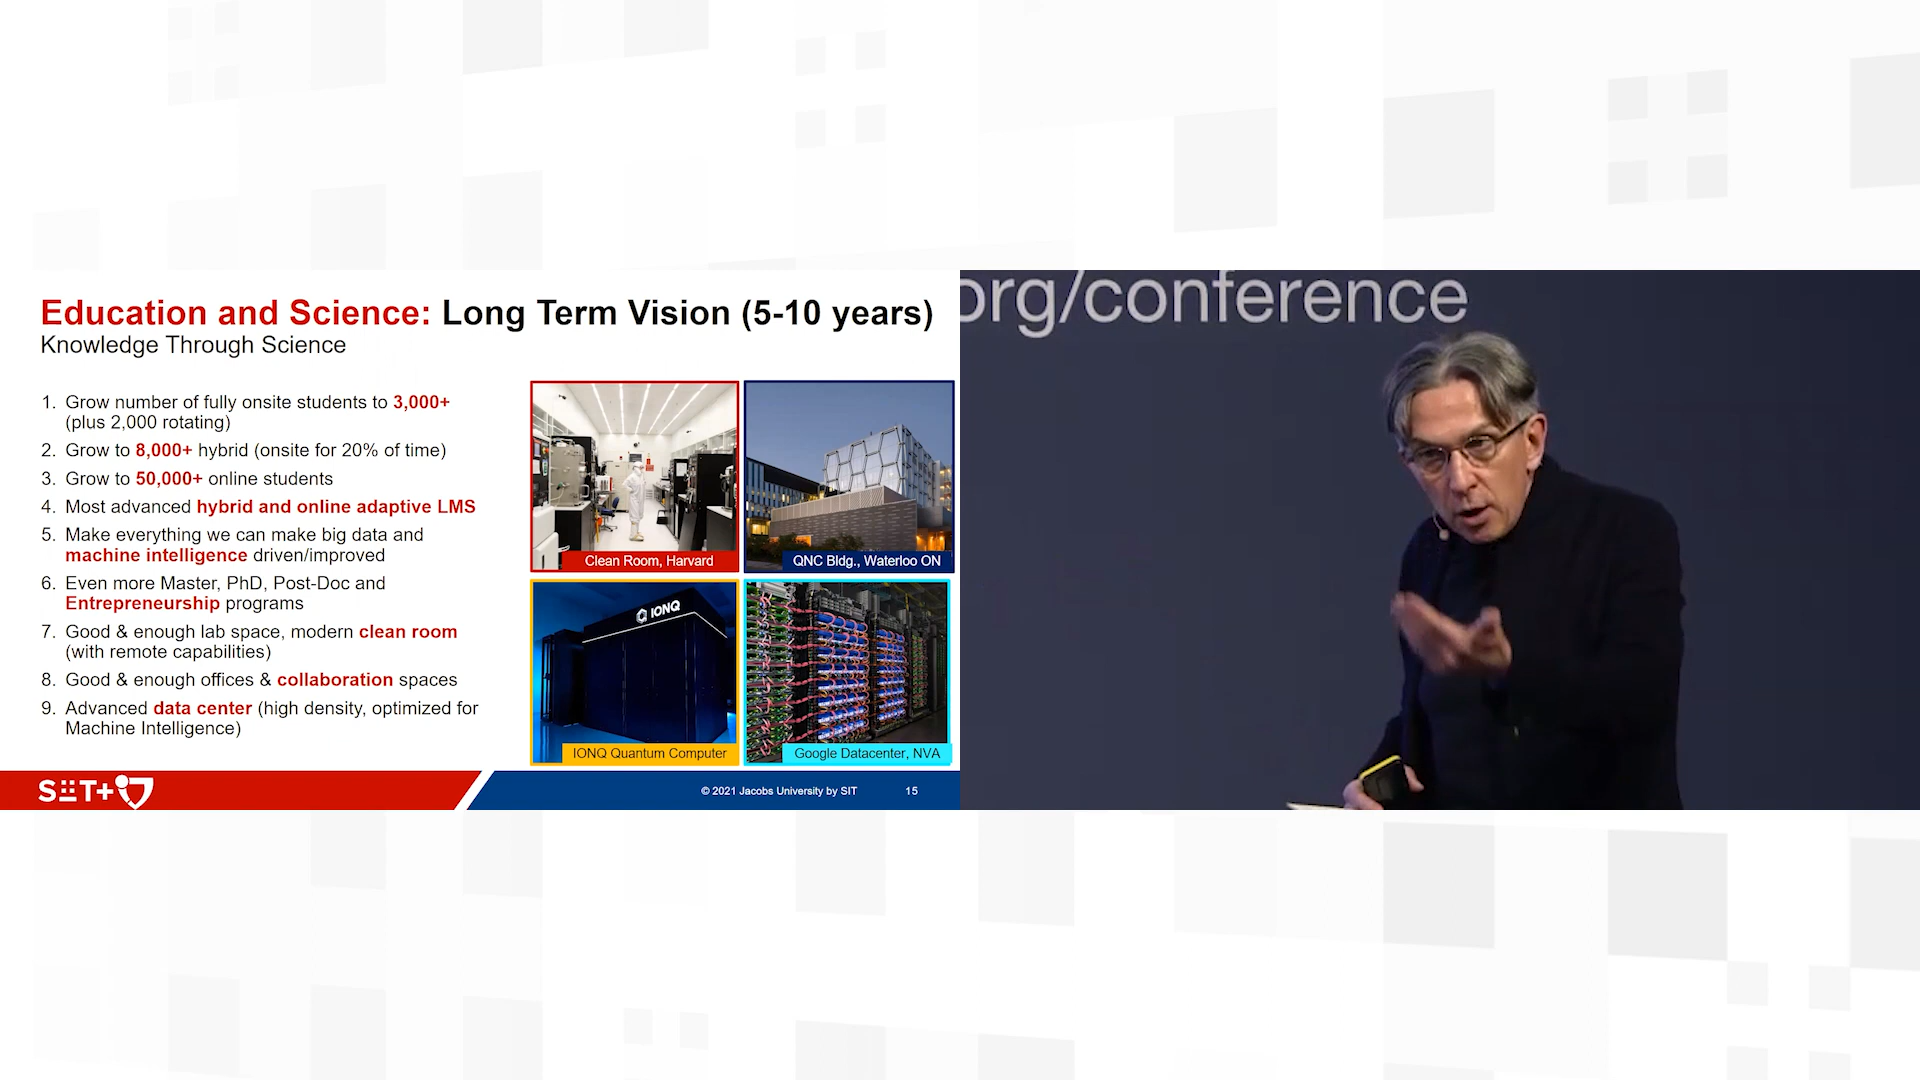 Education and Science: Long Term Vision (5-10 years)
Knowledge Through Science
1. Grow number of fully onsite students to 3,000+
(plus 2,000 rotating)
2. Grow to 8,000+ hybrid (onsite for 20% of time)
3. Grow to 50,000+ online students
4. Most advanced hybrid and online adaptive LMS
5. Make everything we can make big data and
machine intelligence driven/improved
6. Even more Master, PhD, Post-Doc and
Entrepreneurship programs
7. Good & enough lab space, modern clean room
(with remote capabilities)
8. Good & enough offices & collaboration spaces
9. Advanced data center (high density, optimized for
Machine Intelligence)
Clean Room, Harvard
QNC Bldg., Waterloo ON
IONQ
IONQ Quantum Computer
Google Datacenter, NVA
© 2021 Jacobs University by SIT
15
org/conference